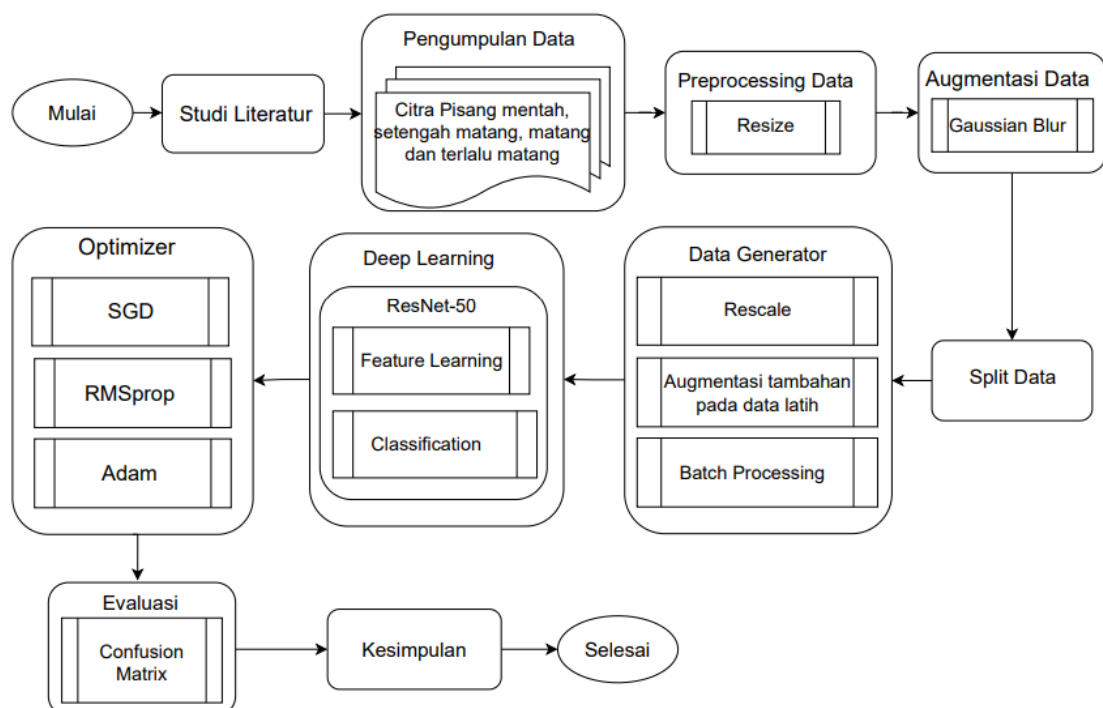 Mulai
Studi Literatur
Pengumpulan Data
Citra Pisang mentah,
setengah matang, matang
dan terlalu matang
Preprocessing Data
Resize
Augmentasi Data
Gaussian Blur
Split Data
Data Generator
Rescale
Augmentasi tambahan
pada data latih
Batch Processing
Deep Learning
ResNet-50
Feature Learning
Classification
Optimizer
SGD
RMSprop
Adam
Evaluasi
Confusion
Matrix
Kesimpulan
Selesai